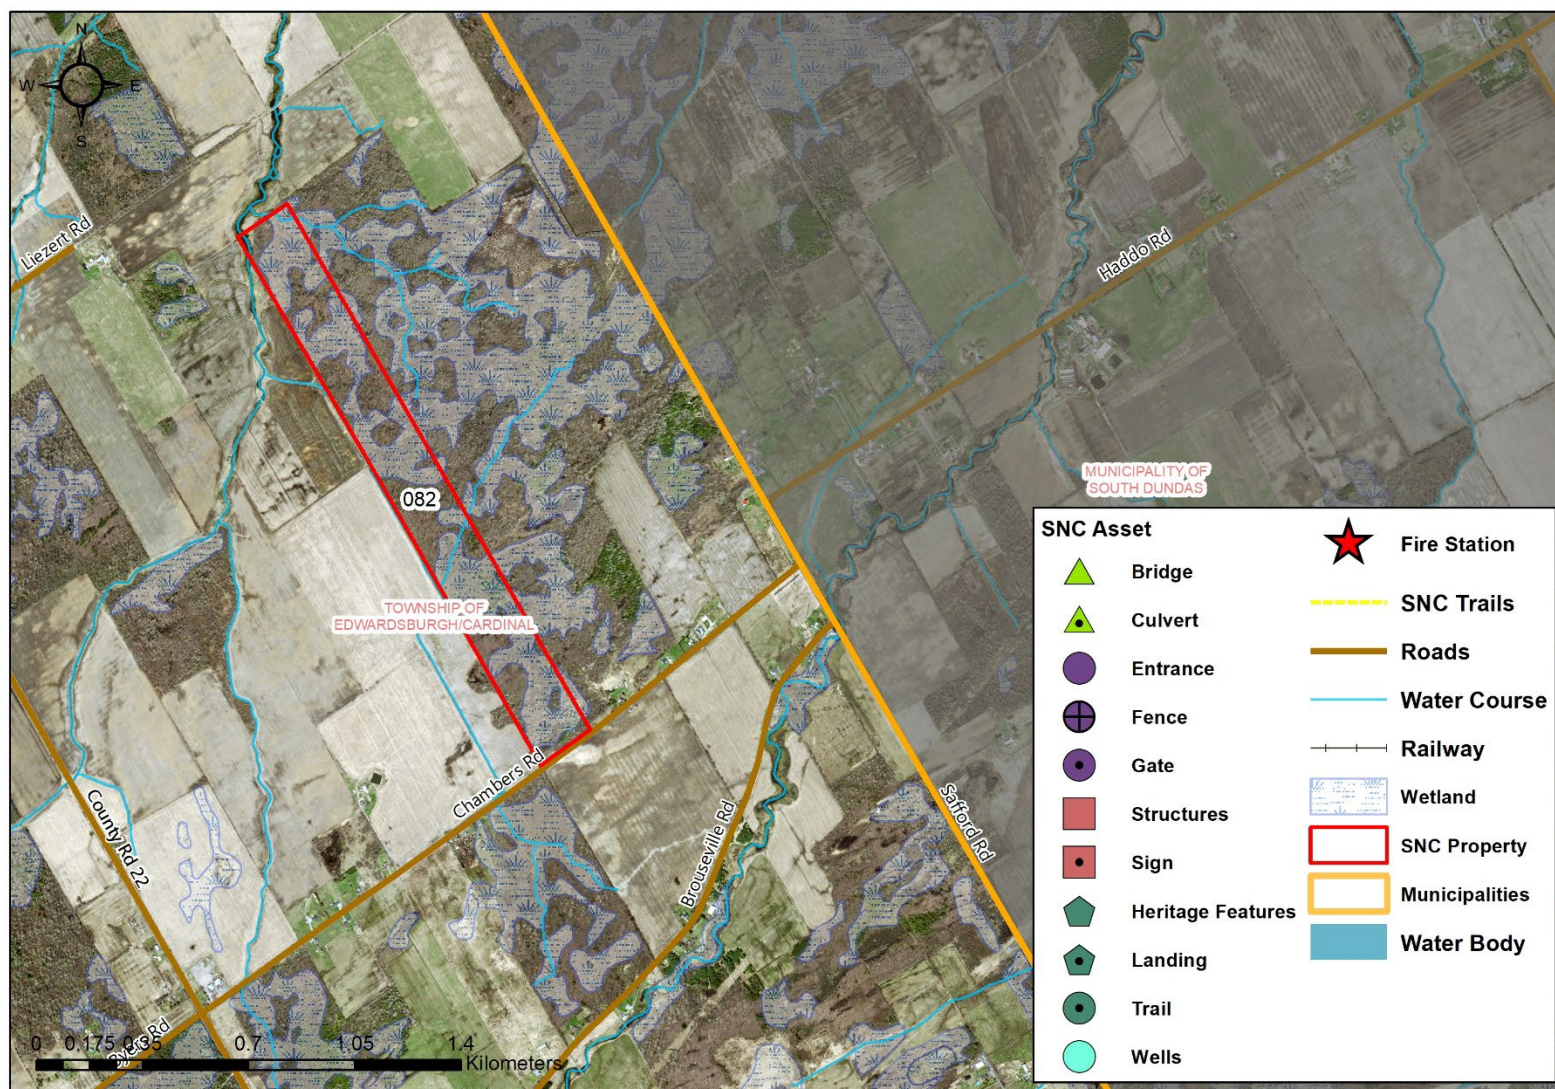 N
W E
S
Liezert Rd
Haddo Rd
MUNICIPALITY OF
SOUTH DUNDAS
082
TOWNSHIP OF
EDWARDSBURGH/CARDINAL
Chambers Rd
County Rd 22
Brouseville Rd
Safford Rd
Byers Rd
0 0.175 0.35 0.7 1.05 1.4
Kilometers
SNC Asset
Bridge
Culvert
Entrance
Fence
Gate
Structures
Sign
Heritage Features
Landing
Trail
Wells
Fire Station
SNC Trails
Roads
Water Course
Railway
Wetland
SNC Property
Municipalities
Water Body